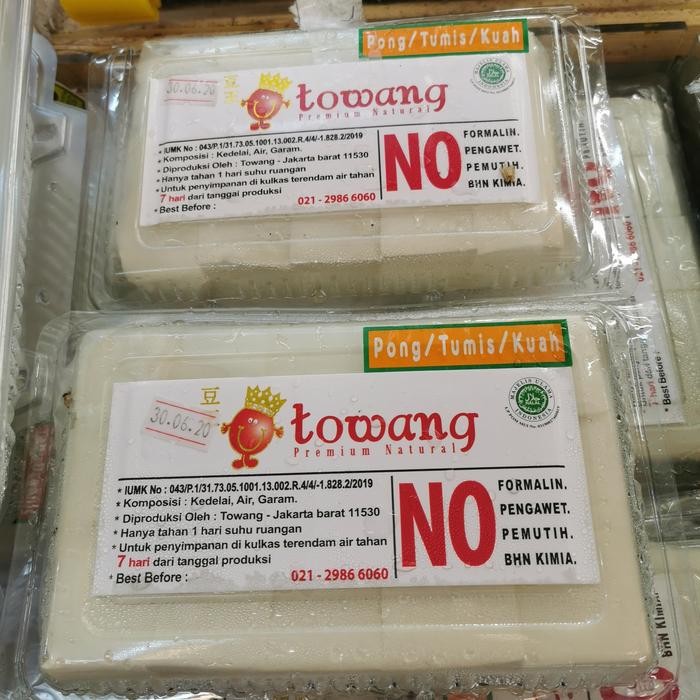 Pong/Tumis/Kuah
30.06.20
豆
towang
Premium Natural
* IUMK No : 043/P.1/31.73.05.1001.13.002.R.4/4/-1.828.2/2019
* Komposisi : Kedelai, Air, Garam.
* Diproduksi Oleh : Towang - Jakarta barat 11530
* Hanya tahan 1 hari suhu ruangan
* Untuk penyimpanan di kulkas terendam air tahan
7 hari dari tanggal produksi
* Best Before :
021 - 2986 6060
NO
FORMALIN.
PENGAWET.
PEMUTIH.
BHN KIMIA.
Pong/Tumis/Kuah
豆
30.06.20
towang
Premium Natural
MAJELIS ULAMA
INDONESIA
* IUMK No : 043/P.1/31.73.05.1001.13.002.R.4/4/-1.828.2/2019
* Komposisi : Kedelai, Air, Garam.
* Diproduksi Oleh : Towang - Jakarta barat 11530
* Hanya tahan 1 hari suhu ruangan
* Untuk penyimpanan di kulkas terendam air tahan
7 hari dari tanggal produksi
* Best Before :
021 - 2986 6060
NO
FORMALIN.
PENGAWET.
PEMUTIH.
BHN KIMIA.